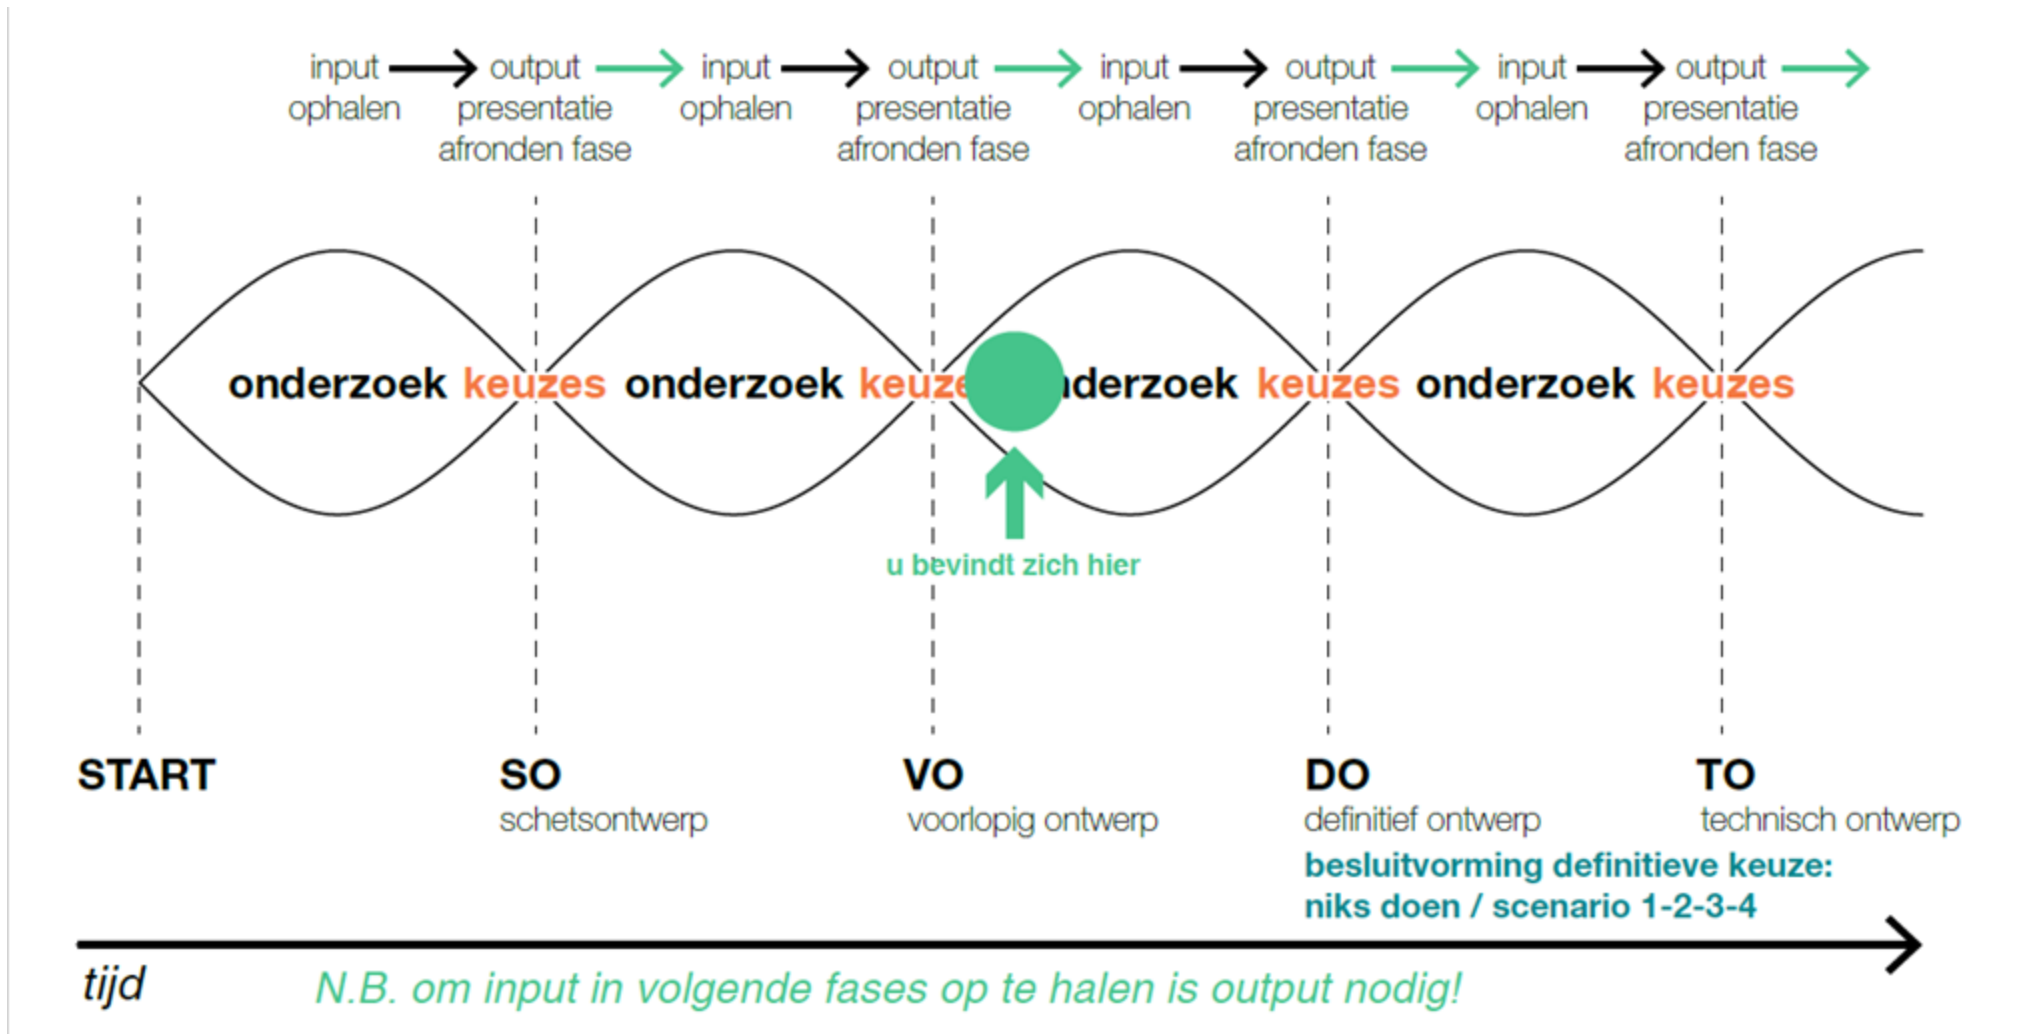 input output input output input output input output
ophalen presentatie ophalen presentatie ophalen presentatie ophalen presentatie
afronden fase afronden fase afronden fase afronden fase
onderzoek keuzes onderzoek keuze derzoek keuzes onderzoek keuzes
u bevindt zich hier
START SO VO DO TO
schetsontwerp voorlopig ontwerp definitief ontwerp technisch ontwerp
besluitvorming definitieve keuze:
niks doen / scenario 1-2-3-4
tijd N.B. om input in volgende fases op te halen is output nodig!